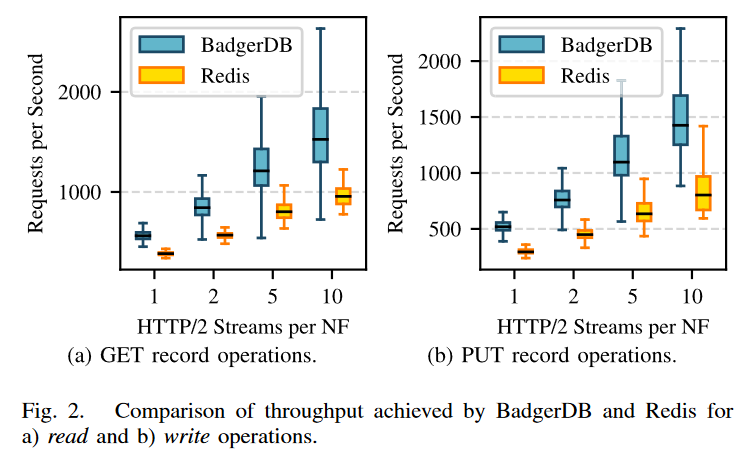 BadgerDB
Redis
Requests per Second
2000
1000
1 2 5 10
HTTP/2 Streams per NF
(a) GET record operations.
BadgerDB
Redis
Requests per Second
2000
1500
1000
500
1 2 5 10
HTTP/2 Streams per NF
(b) PUT record operations.
Fig. 2. Comparison of throughput achieved by BadgerDB and Redis for
a) read and b) write operations.